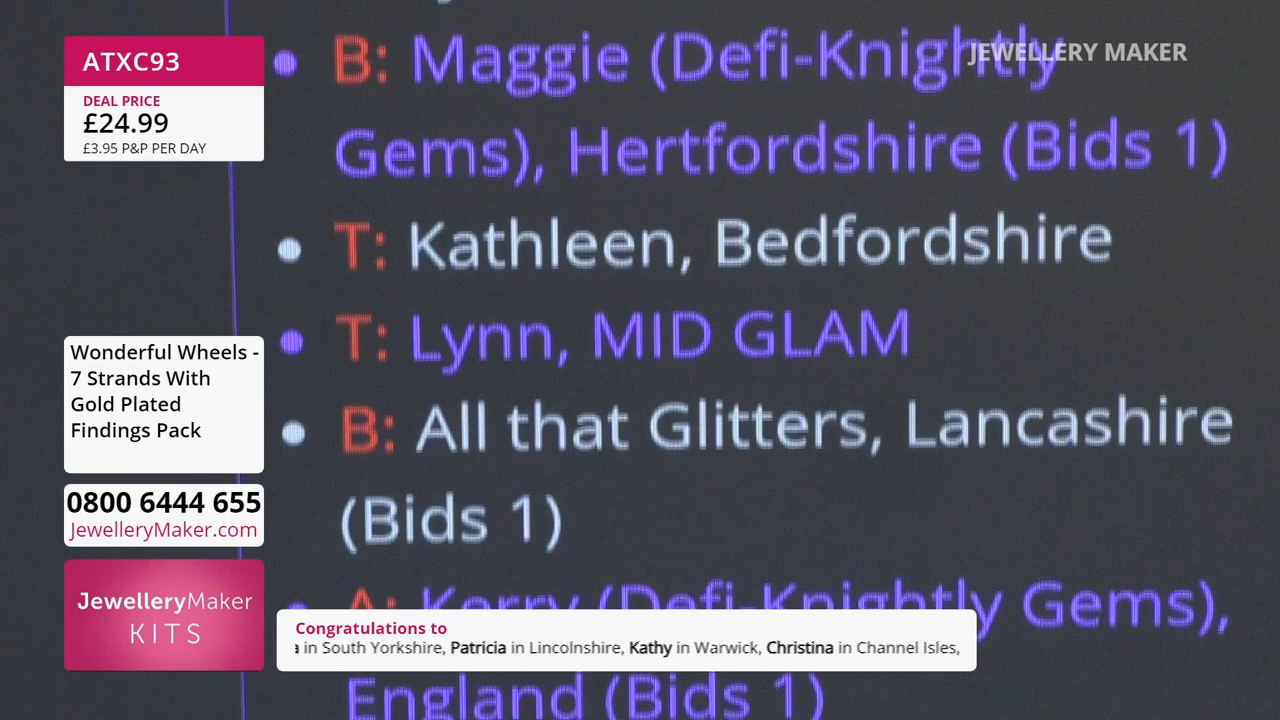 ATXC93
DEAL PRICE
£24.99
£3.95 P&P PER DAY
JEWELLERY MAKER
B: Maggie (Defi-Knightly
Gems), Hertfordshire (Bids 1)
T: Kathleen, Bedfordshire
T: Lynn, MID GLAM
B: All that Glitters, Lancashire
(Bids 1)
A: Kerry (Defi-Knightly Gems),
England (Bids 1)
Wonderful Wheels -
7 Strands With
Gold Plated
Findings Pack
0800 6444 655
JewelleryMaker.com
JewelleryMaker
KITS
Congratulations to
in South Yorkshire, Patricia in Lincolnshire, Kathy in Warwick, Christina in Channel Isles,